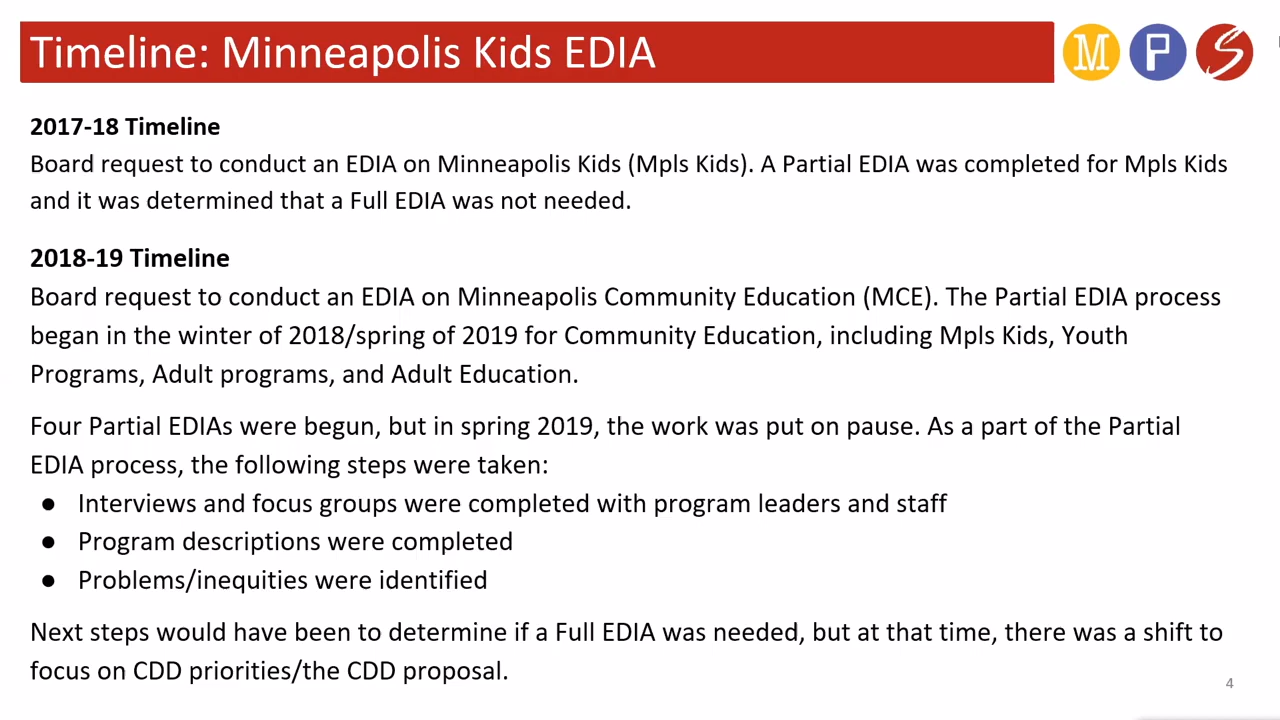 Timeline: Minneapolis Kids EDIA
M P S
2017-18 Timeline
Board request to conduct an EDIA on Minneapolis Kids (Mpls Kids). A Partial EDIA was completed for Mpls Kids
and it was determined that a Full EDIA was not needed.
2018-19 Timeline
Board request to conduct an EDIA on Minneapolis Community Education (MCE). The Partial EDIA process
began in the winter of 2018/spring of 2019 for Community Education, including Mpls Kids, Youth
Programs, Adult programs, and Adult Education.
Four Partial EDIAs were begun, but in spring 2019, the work was put on pause. As a part of the Partial
EDIA process, the following steps were taken:
● Interviews and focus groups were completed with program leaders and staff
● Program descriptions were completed
● Problems/inequities were identified
Next steps would have been to determine if a Full EDIA was needed, but at that time, there was a shift to
focus on CDD priorities/the CDD proposal.
4